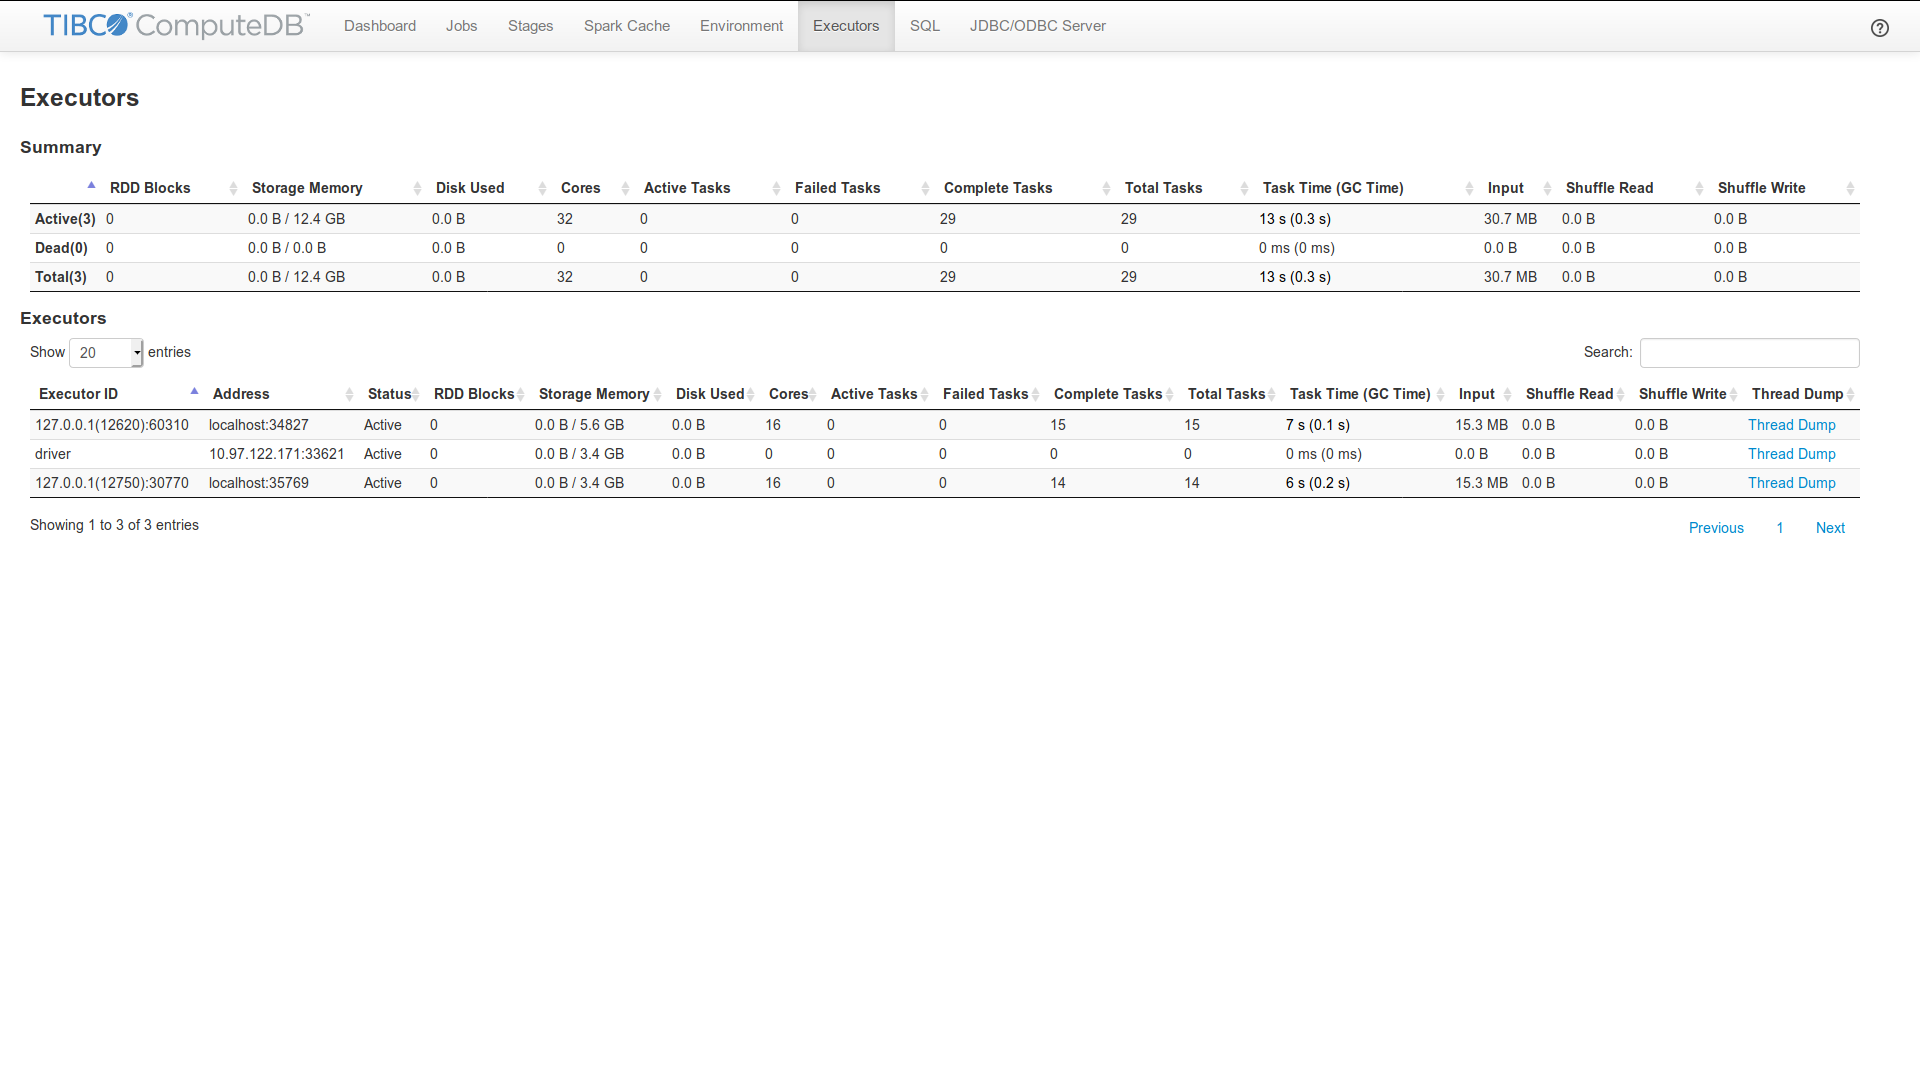 TIBCO® ComputeDB™ Dashboard Jobs Stages Spark Cache Environment Executors SQL JDBC/ODBC Server ?
Executors
Summary
RDD Blocks Storage Memory Disk Used Cores Active Tasks Failed Tasks Complete Tasks Total Tasks Task Time (GC Time) Input Shuffle Read Shuffle Write
Active(3) 0 0.0 B / 12.4 GB 0.0 B 32 0 0 29 29 13 s (0.3 s) 30.7 MB 0.0 B 0.0 B
Dead(0) 0 0.0 B / 0.0 B 0.0 B 0 0 0 0 0 0 ms (0 ms) 0.0 B 0.0 B 0.0 B
Total(3) 0 0.0 B / 12.4 GB 0.0 B 32 0 0 29 29 13 s (0.3 s) 30.7 MB 0.0 B 0.0 B
Executors
Show 20 entries Search:
Executor ID Address Status RDD Blocks Storage Memory Disk Used Cores Active Tasks Failed Tasks Complete Tasks Total Tasks Task Time (GC Time) Input Shuffle Read Shuffle Write Thread Dump
127.0.0.1(12620):60310 localhost:34827 Active 0 0.0 B / 5.6 GB 0.0 B 16 0 0 15 15 7 s (0.1 s) 15.3 MB 0.0 B 0.0 B Thread Dump
driver 10.97.122.171:33621 Active 0 0.0 B / 3.4 GB 0.0 B 0 0 0 0 0 0 ms (0 ms) 0.0 B 0.0 B 0.0 B Thread Dump
127.0.0.1(12750):30770 localhost:35769 Active 0 0.0 B / 3.4 GB 0.0 B 16 0 0 14 14 6 s (0.2 s) 15.3 MB 0.0 B 0.0 B Thread Dump
Showing 1 to 3 of 3 entries Previous 1 Next